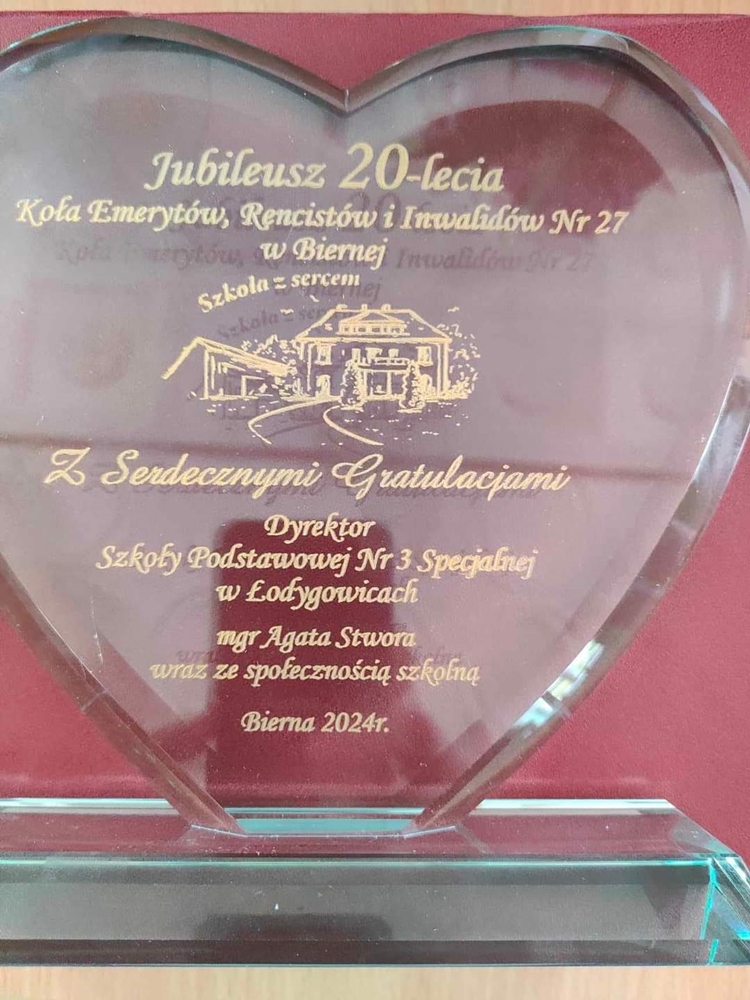 Jubileusz 20-lecia
Koła Emerytów, Rencistów i Inwalidów Nr 27
w Biernej
Szkoła z sercem
Z Serdecznymi Gratulacjami
Dyrektor
Szkoły Podstawowej Nr 3 Specjalnej
w Łodygowicach
mgr Agata Stwora
wraz ze społecznością szkolną
Bierna 2024r.